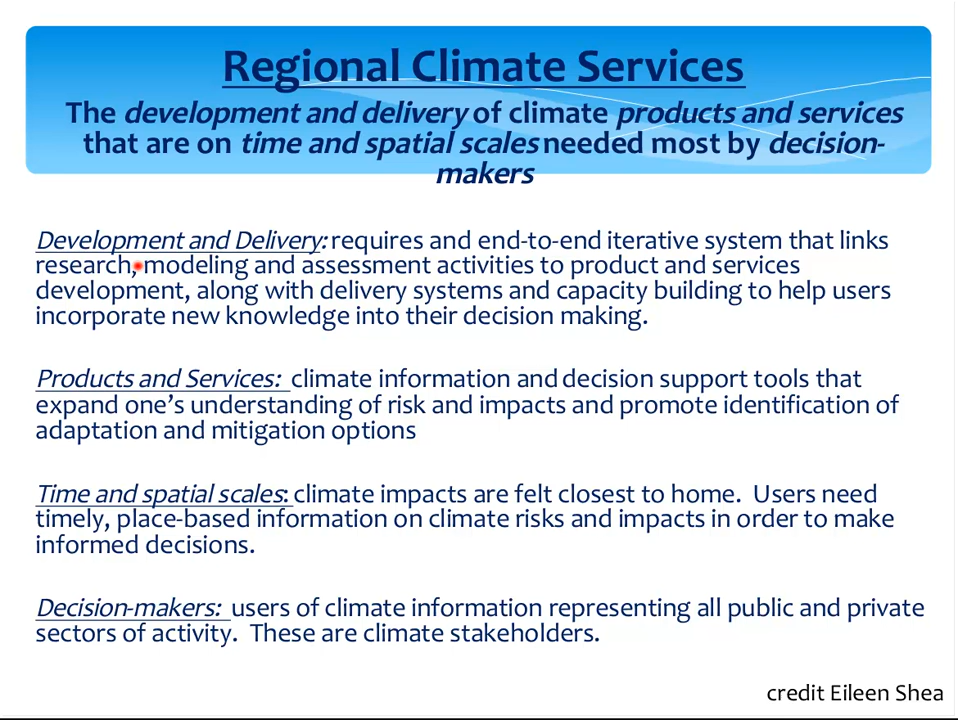 Regional Climate Services
The development and delivery of climate products and services
that are on time and spatial scales needed most by decision-
makers
Development and Delivery: requires and end-to-end iterative system that links
research, modeling and assessment activities to product and services
development, along with delivery systems and capacity building to help users
incorporate new knowledge into their decision making.
Products and Services: climate information and decision support tools that
expand one’s understanding of risk and impacts and promote identification of
adaptation and mitigation options
Time and spatial scales: climate impacts are felt closest to home. Users need
timely, place-based information on climate risks and impacts in order to make
informed decisions.
Decision-makers: users of climate information representing all public and private
sectors of activity. These are climate stakeholders.
credit Eileen Shea